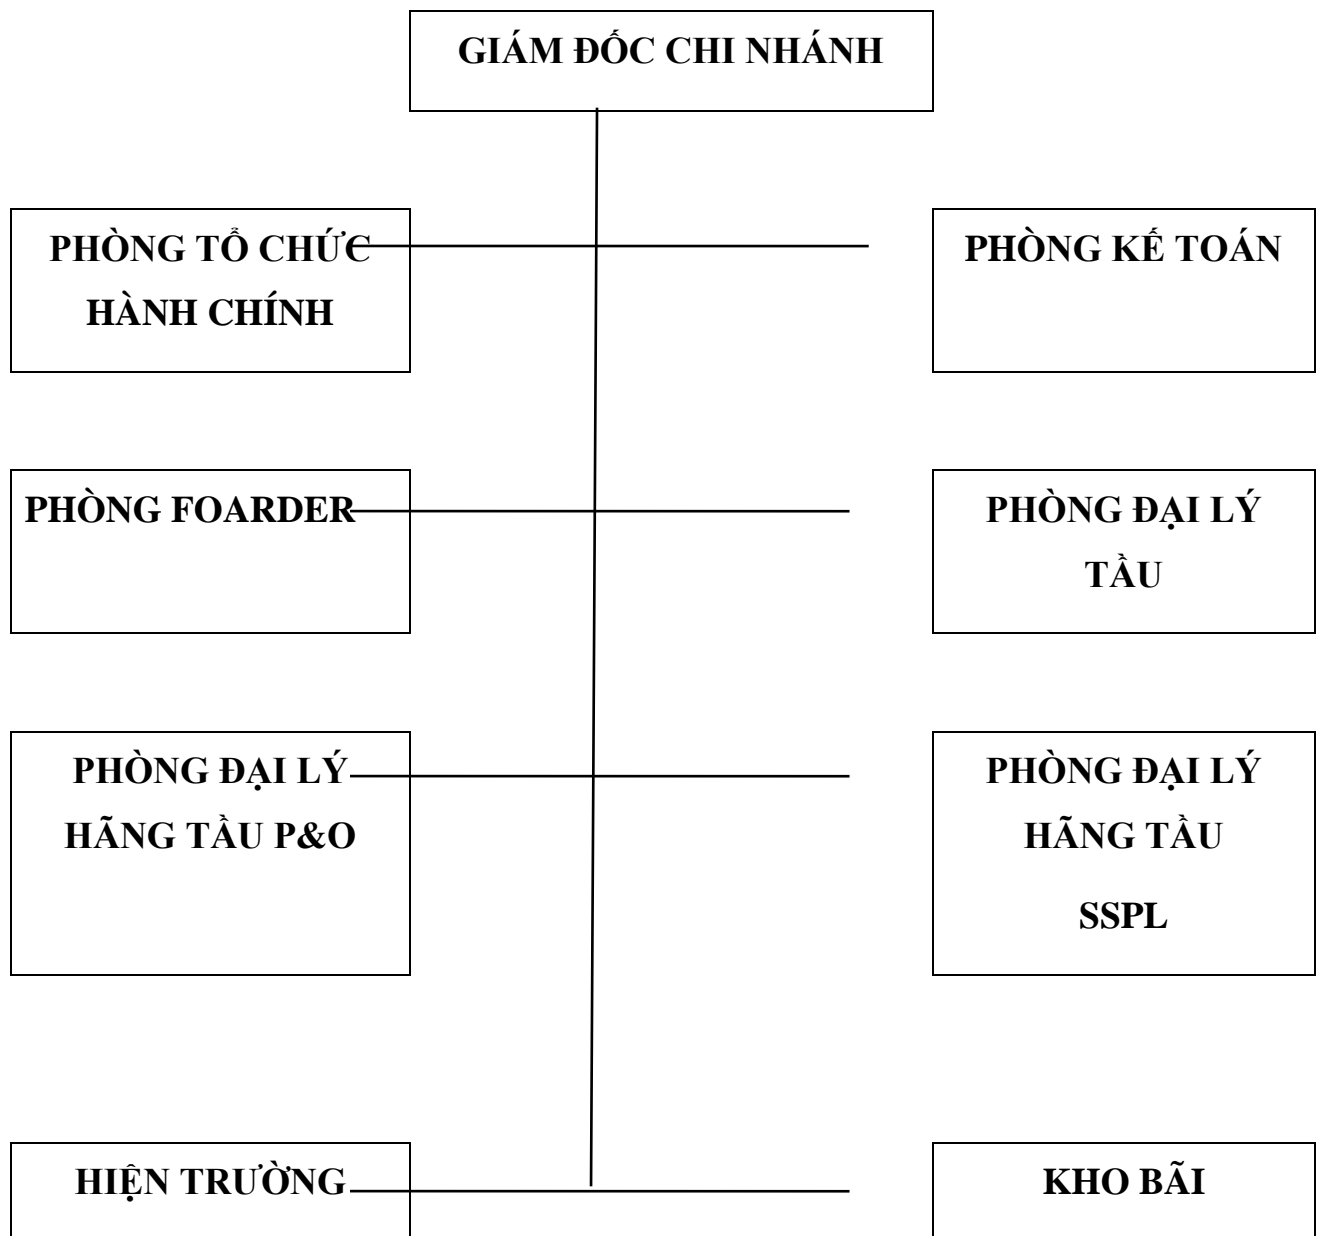 GIÁM ĐỐC CHI NHÁNH
PHÒNG TỔ CHỨC
HÀNH CHÍNH
PHÒNG KẾ TOÁN
PHÒNG FOARDER
PHÒNG ĐẠI LÝ
TẦU
PHÒNG ĐẠI LÝ
HÃNG TẦU P&O
PHÒNG ĐẠI LÝ
HÃNG TẦU
SSPL
HIỆN TRƯỜNG
KHO BÃI